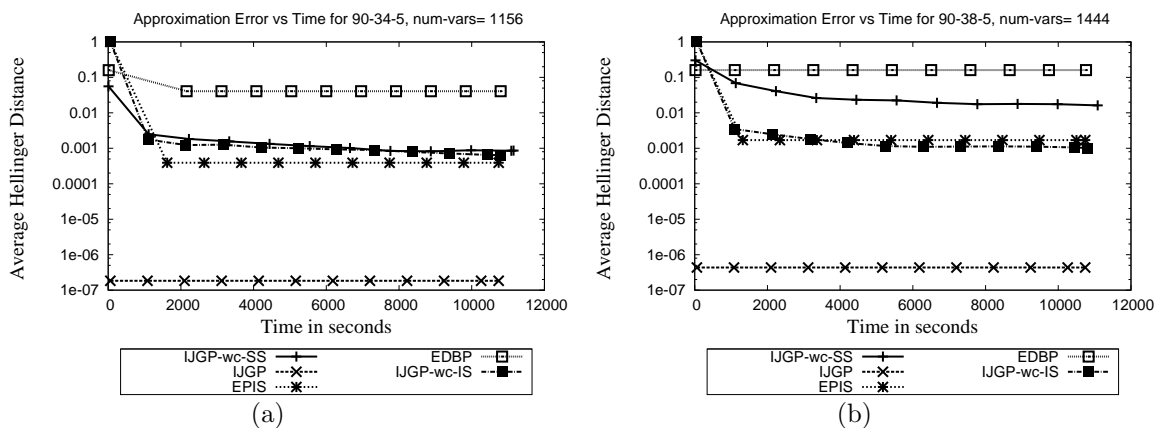 Approximation Error vs Time for 90-34-5, num-vars= 1156
Average Hellinger Distance
1
0.1
0.01
0.001
0.0001
1e-05
1e-06
1e-07
0 2000 4000 6000 8000 10000 12000
Time in seconds
IJGP-wc-SS
IJGP
EPIS
EDBP
IJGP-wc-IS
(a)
Approximation Error vs Time for 90-38-5, num-vars= 1444
Average Hellinger Distance
1
0.1
0.01
0.001
0.0001
1e-05
1e-06
1e-07
0 2000 4000 6000 8000 10000 12000
Time in seconds
IJGP-wc-SS
IJGP
EPIS
EDBP
IJGP-wc-IS
(b)